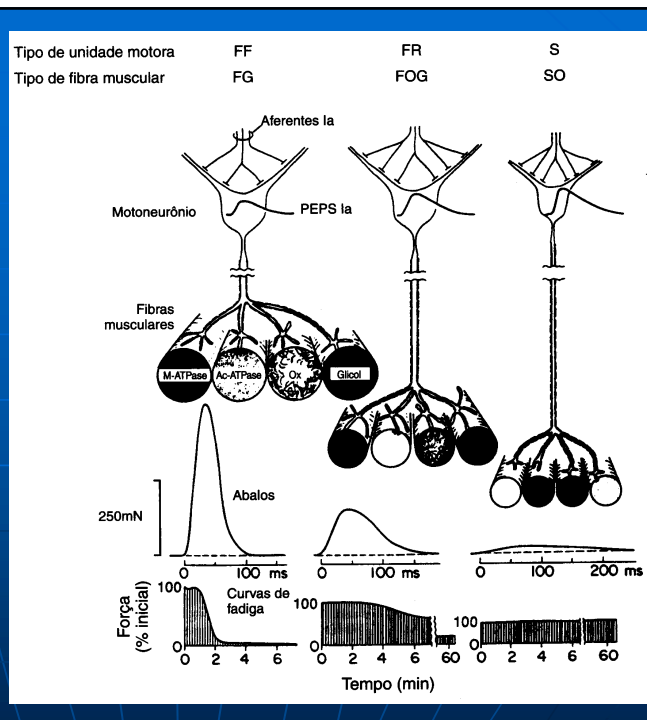 Tipo de unidade motora FF FR S
Tipo de fibra muscular FG FOG SO
Aferentes Ia
Motoneurônio PEPS Ia
Fibras
musculares
M-ATPase Ac-ATPase Ox Glicol
250mN
Abalos
0 100 ms 0 100 ms 0 100 200 ms
Força
(% inicial)
Curvas de
fadiga
100 100 100
0 0 0
0 2 4 6 0 2 4 6 60 0 2 4 6 60
Tempo (min)